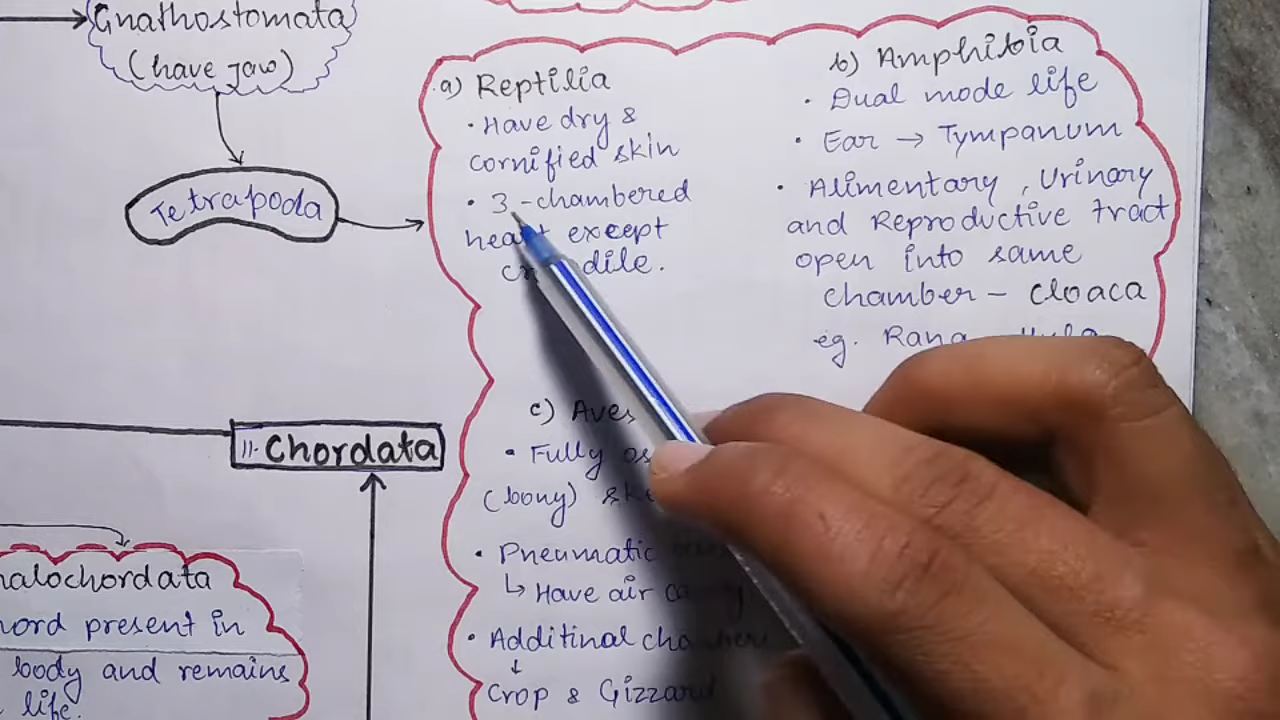 Gnathostomata
(have jaw)
Tetrapoda
a) Reptilia
• Have dry &
cornified skin
• 3-chambered
heart except
dile.
b) Amphibia
• Dual mode life
• Ear → Tympanum
• Alimentary, Urinary
and Reproductive tract
open into same
chamber - cloaca
eg. Rana
c) Aves
• Fully
(bony)
• Pneumatic
↳ Have air
• Additinal
↓
Crop & Gizzard
11. Chordata
halochordata
hord present in
body and remains
life.